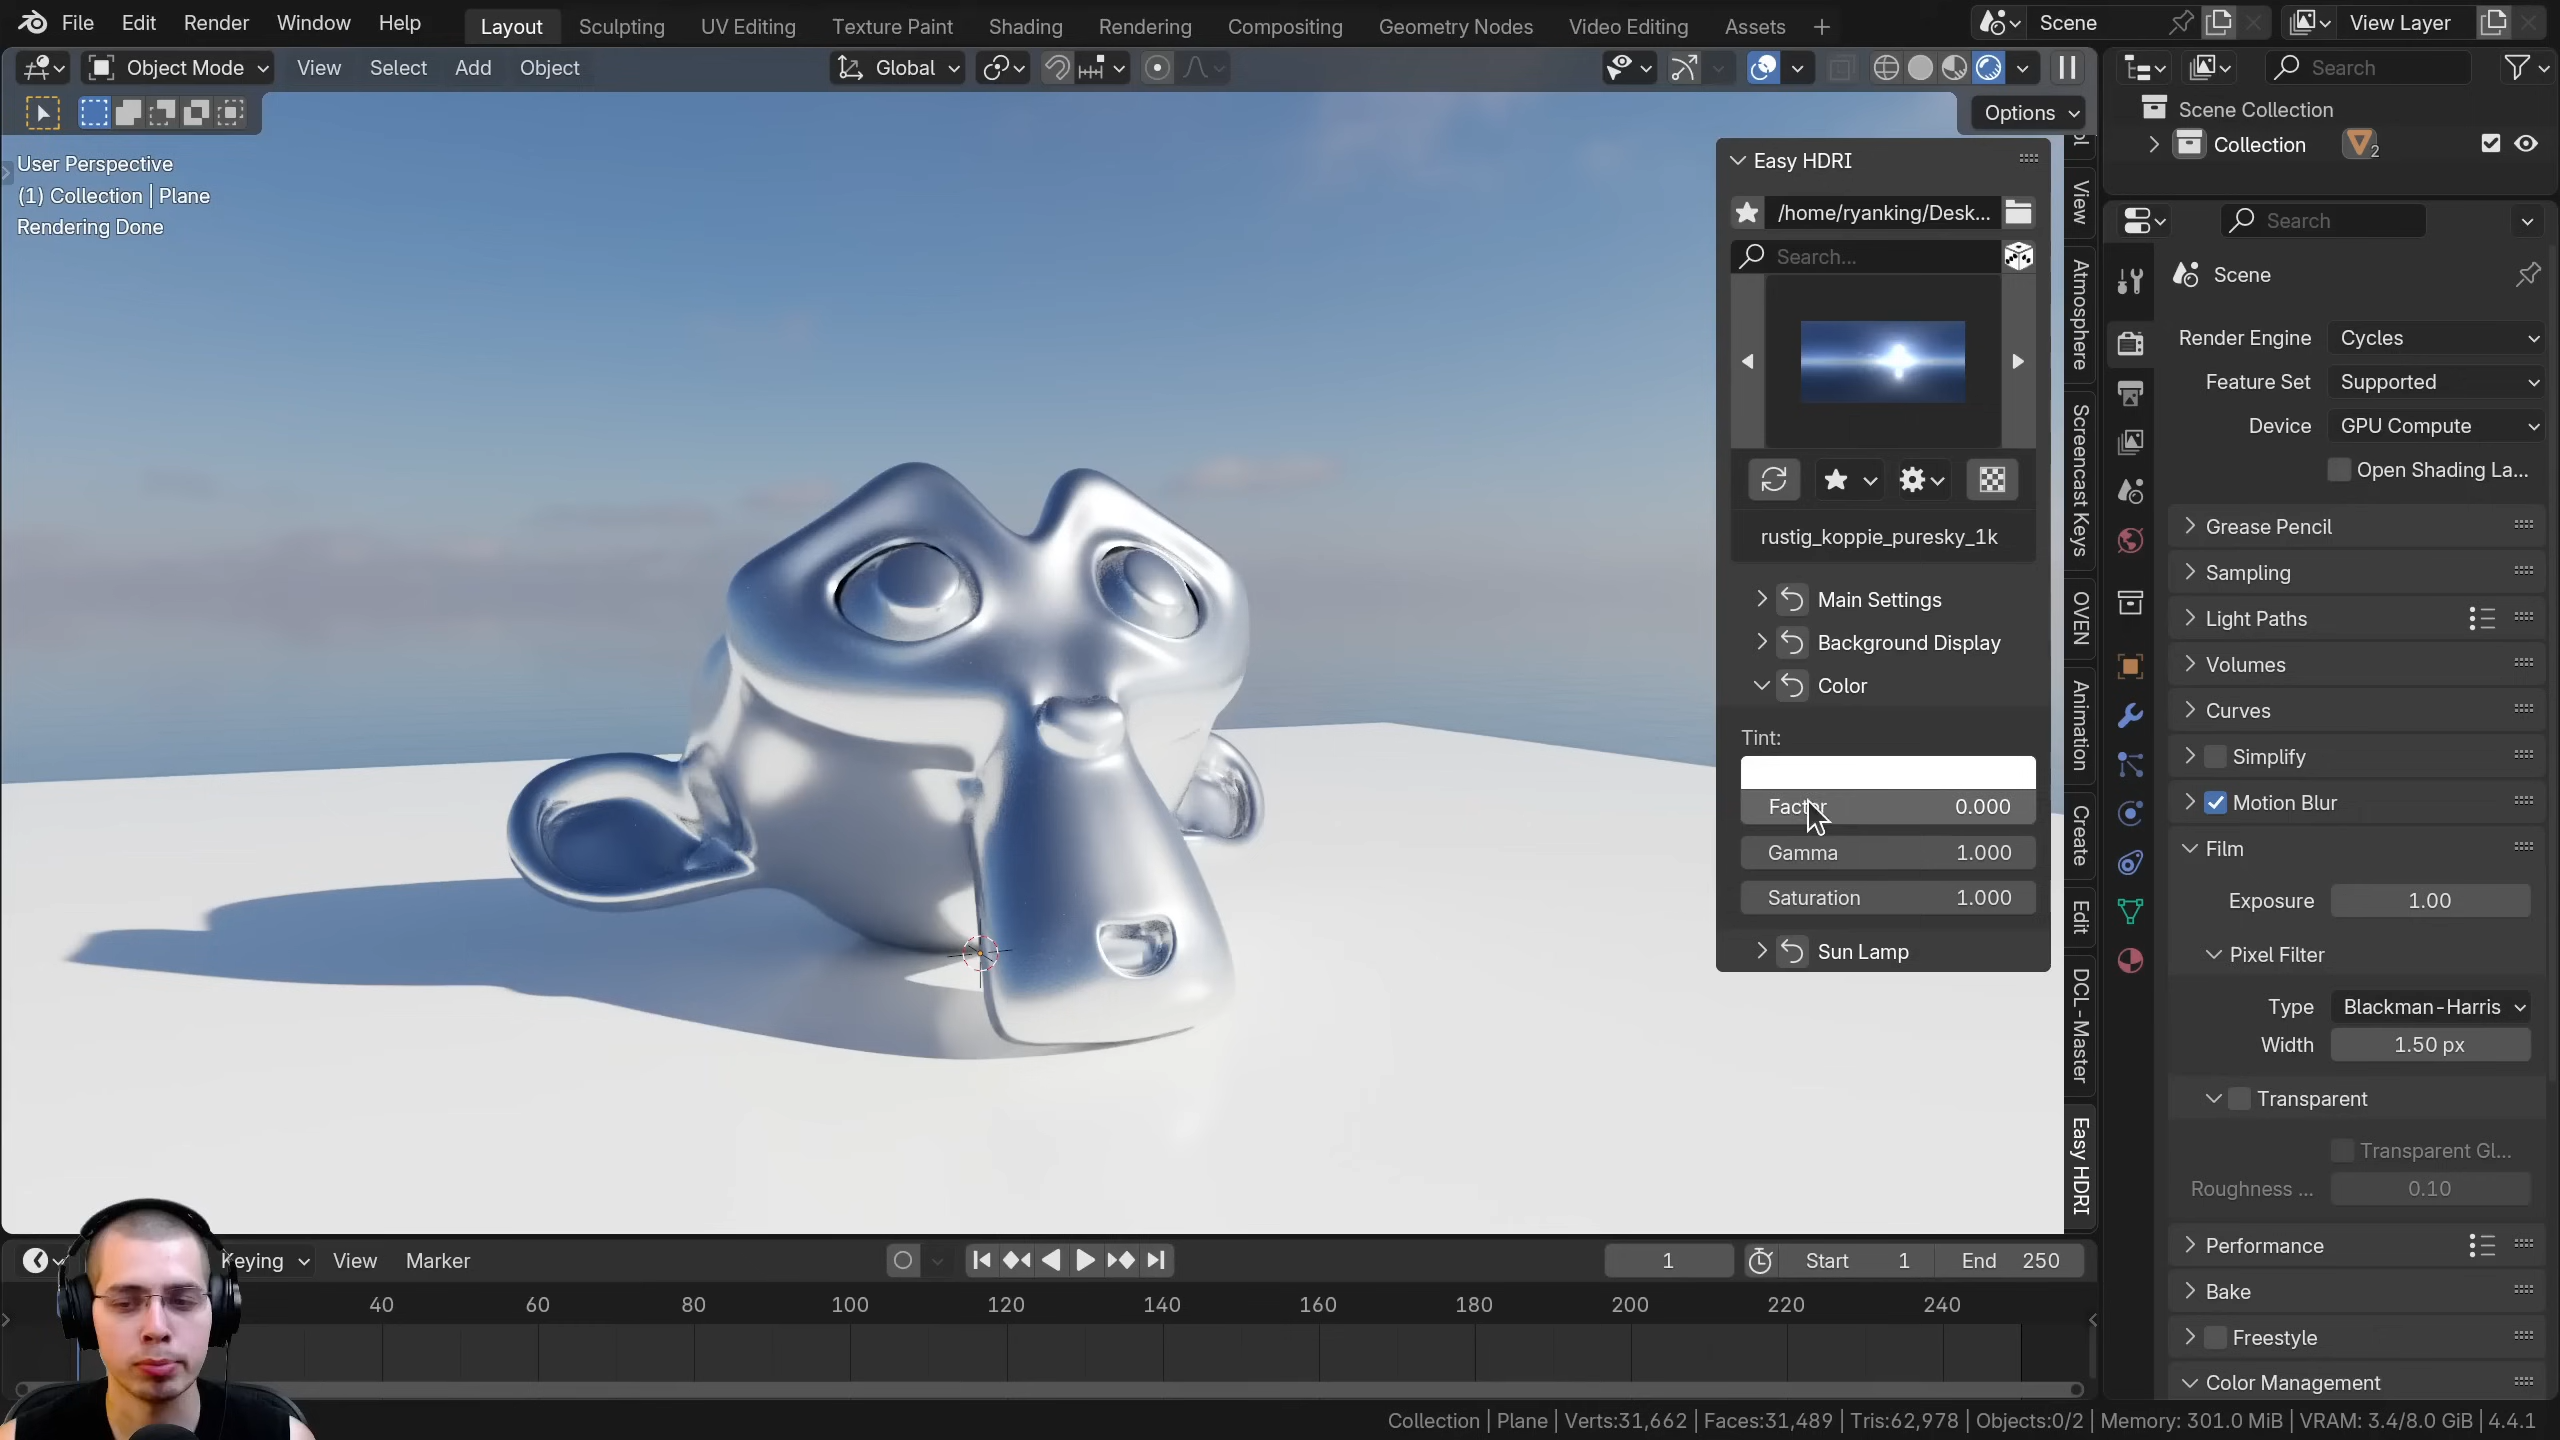 File Edit Render Window Help Layout Sculpting UV Editing Texture Paint Shading Rendering Compositing Geometry Nodes Video Editing Assets + Scene View Layer
Object Mode View Select Add Object Global Search
Options
User Perspective
(1) Collection | Plane
Rendering Done
Scene Collection
Collection 2
Easy HDRI
/home/ryanking/Desk...
Search...
rustig_koppie_puresky_1k
Main Settings
Background Display
Color
Tint:
Factor 0.000
Gamma 1.000
Saturation 1.000
Sun Lamp
View
Atmosphere
Screencast Keys
OVEN
Animation
Create
Edit
DCL-Master
Easy HDRI
Search
Scene
Render Engine Cycles
Feature Set Supported
Device GPU Compute
Open Shading La...
Grease Pencil
Sampling
Light Paths
Volumes
Curves
Simplify
Motion Blur
Film
Exposure 1.00
Pixel Filter
Type Blackman-Harris
Width 1.50 px
Transparent
Transparent Gl...
Roughness ... 0.10
Performance
Bake
Freestyle
Color Management
Keying View Marker 1 Start 1 End 250
40 60 80 100 120 140 160 180 200 220 240
Collection | Plane | Verts:31,662 | Faces:31,489 | Tris:62,978 | Objects:0/2 | Memory: 301.0 MiB | VRAM: 3.4/8.0 GiB | 4.4.1